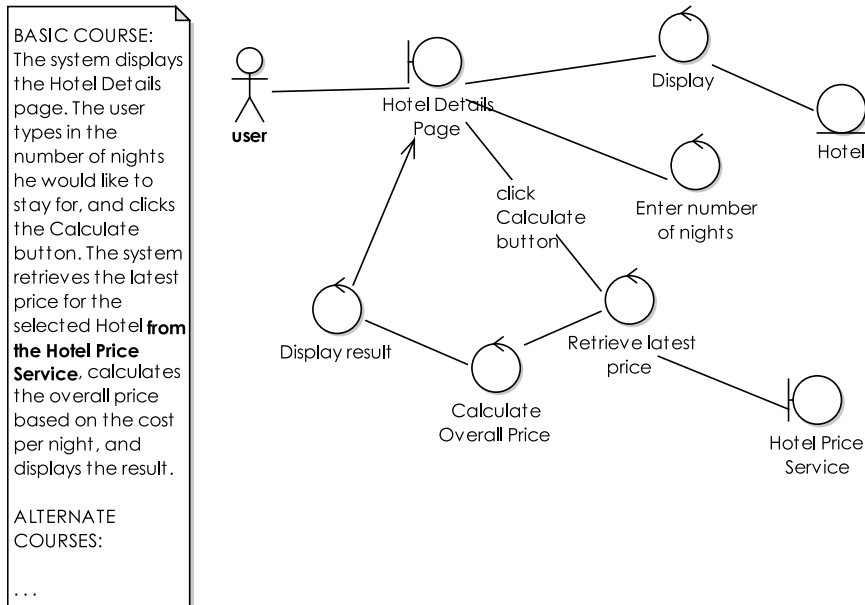 BASIC COURSE:
The system displays
the Hotel Details
page. The user
types in the
number of nights
he would like to
stay for, and clicks
the Calculate
button. The system
retrieves the latest
price for the
selected Hotel from
the Hotel Price
Service, calculates
the overall price
based on the cost
per night, and
displays the result.
ALTERNATE
COURSES:
. . .
user
Hotel Details
Page
Display
Hotel
Enter number
of nights
click
Calculate
button
Display result
Retrieve latest
price
Calculate
Overall Price
Hotel Price
Service